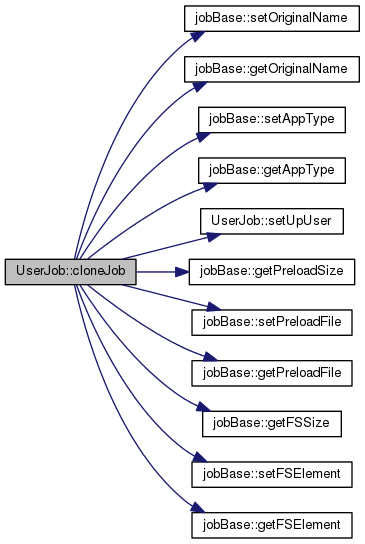 jobBase::setOriginalName
jobBase::getOriginalName
jobBase::setAppType
jobBase::getAppType
UserJob::setUpUser
UserJob::cloneJob
jobBase::getPreloadSize
jobBase::setPreloadFile
jobBase::getPreloadFile
jobBase::getFSSize
jobBase::setFSElement
jobBase::getFSElement